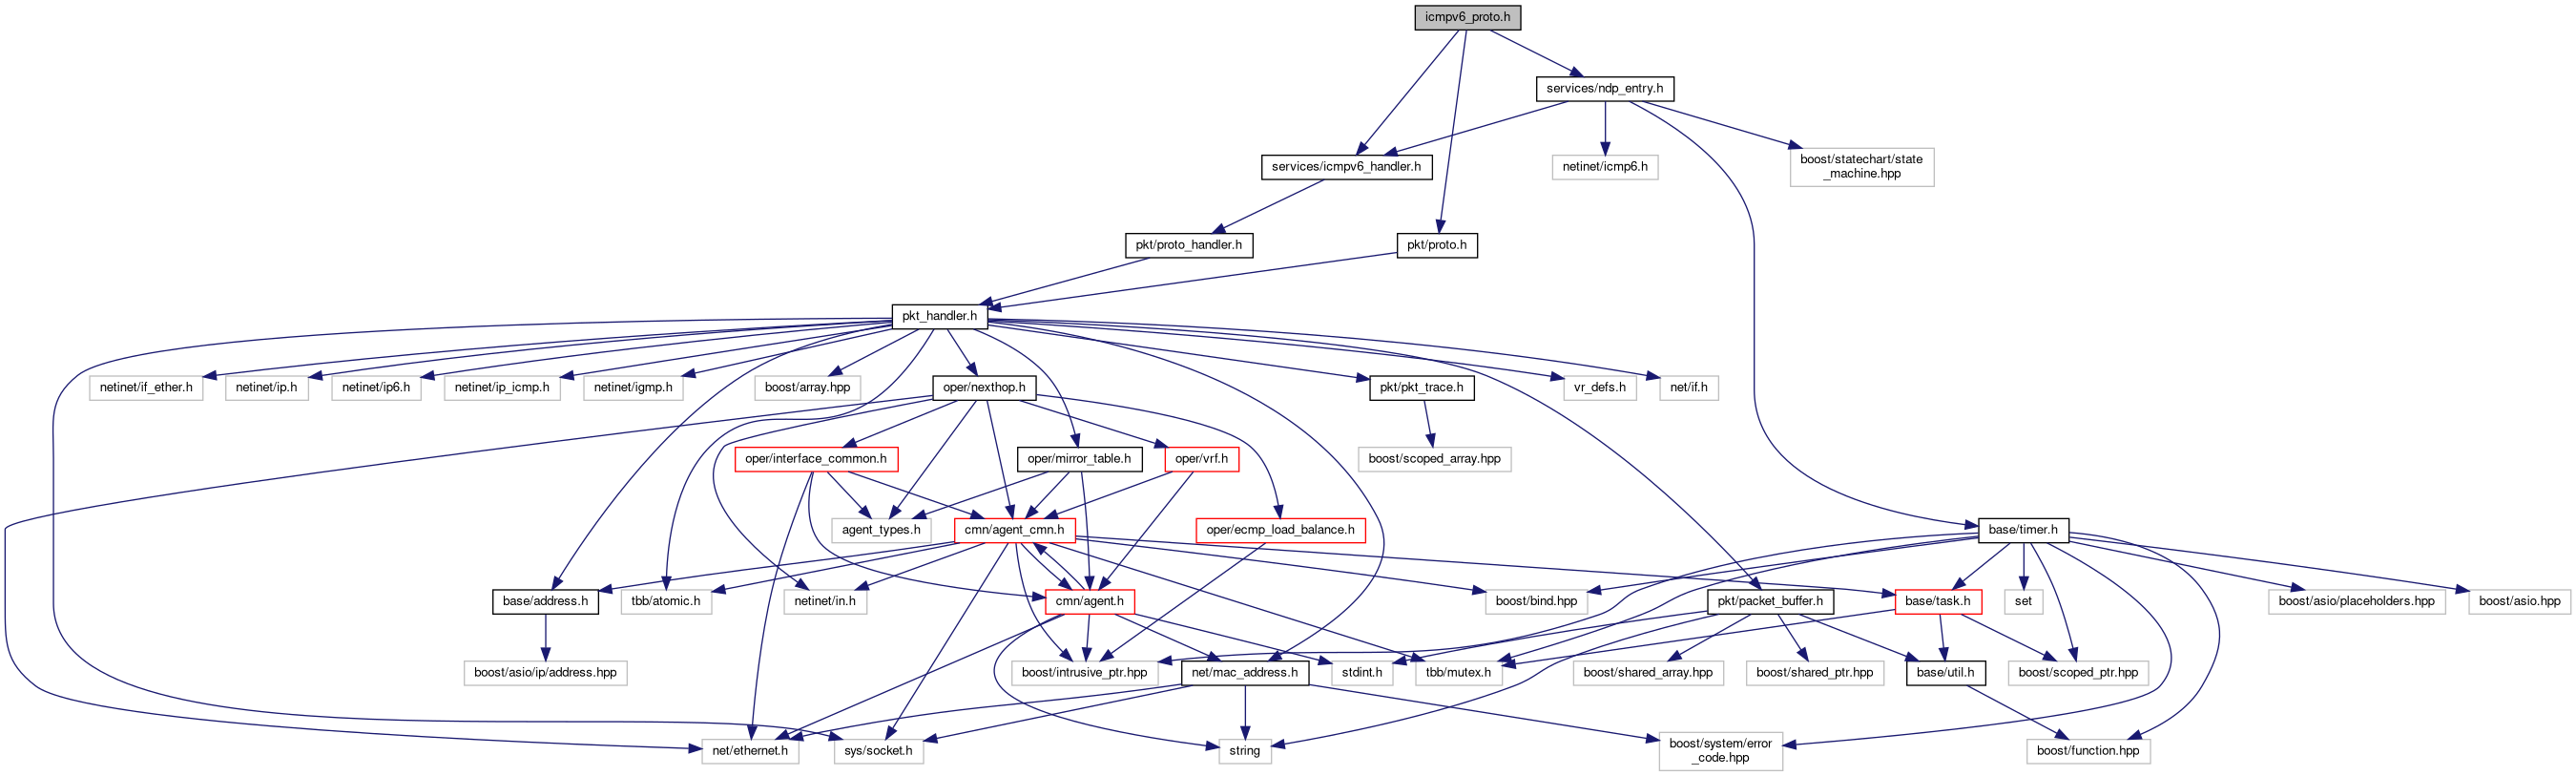 icmpv6_proto.h
services/ndp_entry.h
services/icmpv6_handler.h
netinet/icmp6.h
boost/statechart/state
_machine.hpp
pkt/proto_handler.h
pkt/proto.h
pkt_handler.h
netinet/if_ether.h
netinet/ip.h
netinet/ip6.h
netinet/ip_icmp.h
netinet/igmp.h
boost/array.hpp
oper/nexthop.h
pkt/pkt_trace.h
vr_defs.h
net/if.h
oper/interface_common.h
oper/mirror_table.h
oper/vrf.h
boost/scoped_array.hpp
agent_types.h
cmn/agent_cmn.h
oper/ecmp_load_balance.h
base/timer.h
base/address.h
tbb/atomic.h
netinet/in.h
cmn/agent.h
boost/bind.hpp
pkt/packet_buffer.h
base/task.h
set
boost/asio/placeholders.hpp
boost/asio.hpp
boost/asio/ip/address.hpp
boost/intrusive_ptr.hpp
net/mac_address.h
stdint.h
tbb/mutex.h
boost/shared_array.hpp
boost/shared_ptr.hpp
base/util.h
boost/scoped_ptr.hpp
net/ethernet.h
sys/socket.h
string
boost/system/error
_code.hpp
boost/function.hpp